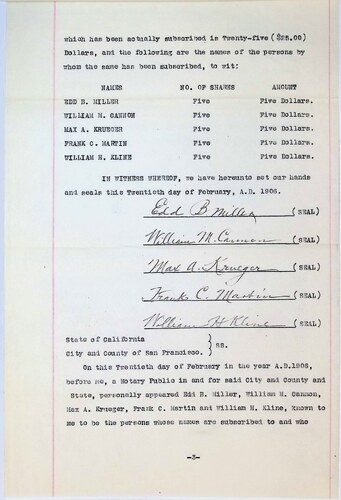 which has been actually subscribed is Twenty-five ($25.00)
Dollars, and the following are the names of the persons by
whom the same has been subscribed, to wit:
NAMES NO. OF SHARES AMOUNT
EDD B. MILLER Five Five Dollars.
WILLIAM M. CANNON Five Five Dollars.
MAX A. KRUEGER Five Five Dollars.
FRANK C. MARTIN Five Five Dollars.
WILLIAM H. KLINE Five Five Dollars.
IN WITNESS WHEREOF, we have hereunto set our hands
and seals this Twentieth day of February, A.D. 1906.
Edd B Miller (SEAL)
William M. Cannon (SEAL)
Max A. Krueger (SEAL)
Frank C. Martin (SEAL)
William H Kline (SEAL)
State of California
SS.
City and County of San Francisco.
On this Twentieth day of February in the year A.D.1906,
before me, a Notary Public in and for said City and County and
State, personally appeared Edd B. Miller, William M. Cannon,
Max A. Krueger, Frank C. Martin and William H. Kline, known to
me to be the persons whose names are subscribed to and who
-3-